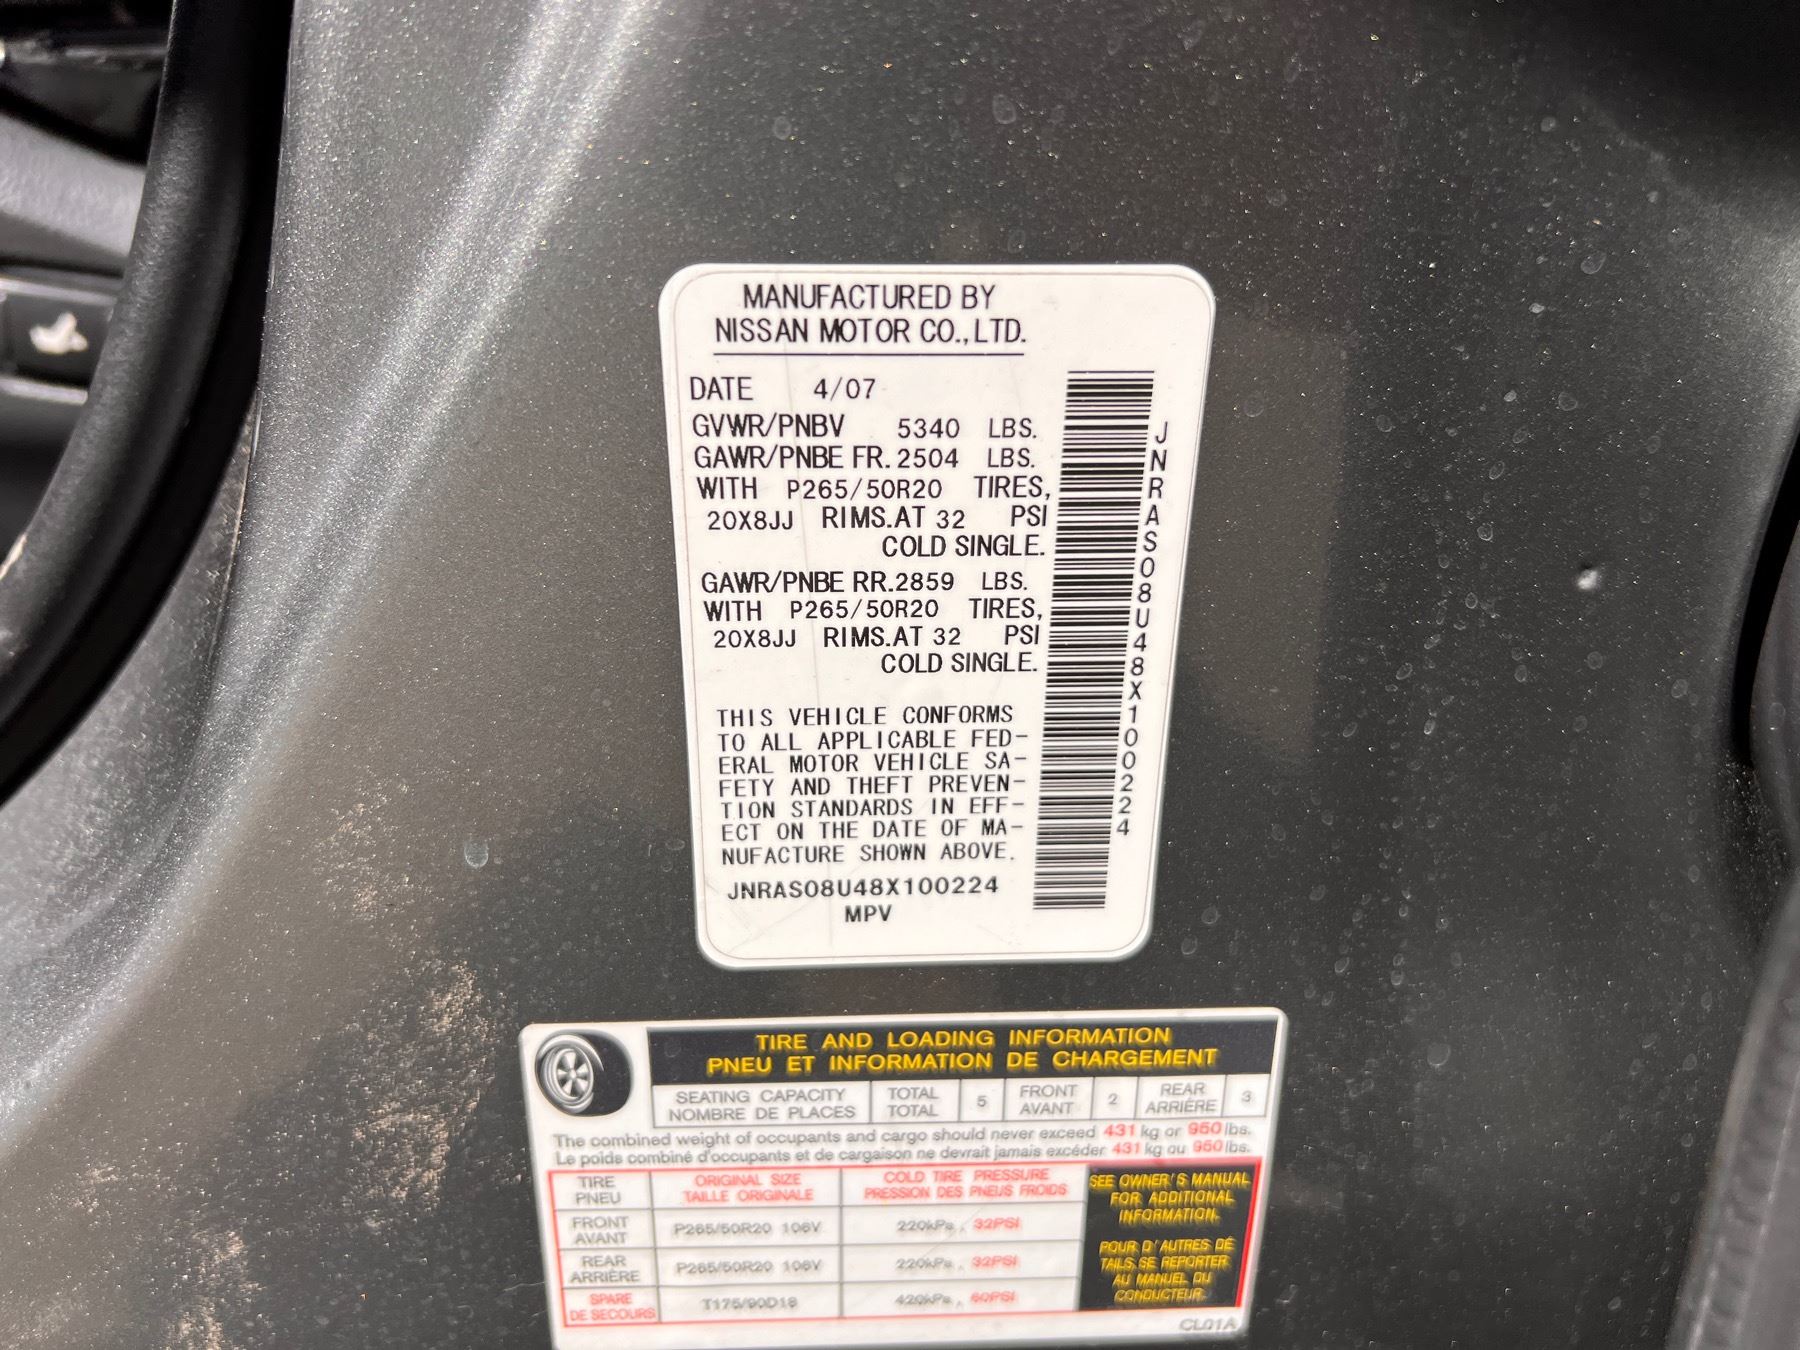 MANUFACTURED BY
NISSAN MOTOR CO., LTD.
DATE 4/07
GVWR/PNBV 5340 LBS.
GAWR/PNBE FR. 2504 LBS.
WITH P265/50R20 TIRES,
20X8JJ RIMS.AT 32 PSI
COLD SINGLE.
GAWR/PNBE RR. 2859 LBS.
WITH P265/50R20 TIRES,
20X8JJ RIMS.AT 32 PSI
COLD SINGLE.
THIS VEHICLE CONFORMS
TO ALL APPLICABLE FED-
ERAL MOTOR VEHICLE SA-
FETY AND THEFT PREVEN-
TION STANDARDS IN EFF-
ECT ON THE DATE OF MA-
NUFACTURE SHOWN ABOVE.
JNRAS08U48X100224
MPV
JNRAS08U48X100224
TIRE AND LOADING INFORMATION
PNEU ET INFORMATION DE CHARGEMENT
SEATING CAPACITY
NOMBRE DE PLACES
TOTAL
TOTAL
5
FRONT
AVANT
2
REAR
ARRIÈRE
3
The combined weight of occupants and cargo should never exceed 431 kg or 950 lbs.
Le poids combiné d'occupants et de cargaison ne devrait jamais excéder 431 kg ou 950 lbs.
TIRE
PNEU
ORIGINAL SIZE
TAILLE ORIGINALE
COLD TIRE PRESSURE
PRESSION DES PNEUS FROIDS
FRONT
AVANT
P265/50R20 106V
220kPa, 32PSI
REAR
ARRIÈRE
P265/50R20 106V
220kPa, 32PSI
SPARE
DE SECOURS
T175/90D18
420kPa, 60PSI
SEE OWNER'S MANUAL
FOR ADDITIONAL
INFORMATION.
POUR D'AUTRES DÉ
TAILS, SE REPORTER
AU MANUEL DU
CONDUCTEUR.
CL01A